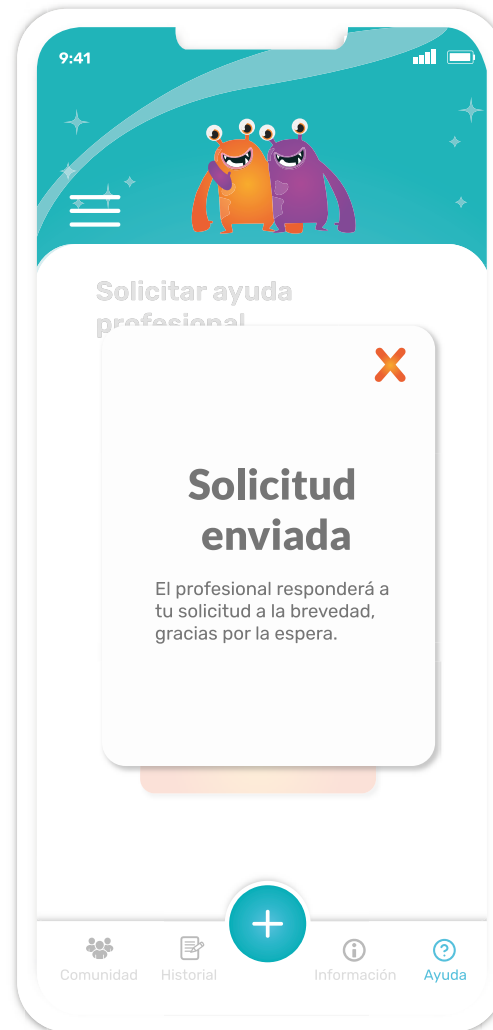 9:41
Solicitar ayuda
profesional
Solicitud
enviada
El profesional responderá a
tu solicitud a la brevedad,
gracias por la espera.
Comunidad Historial Información Ayuda